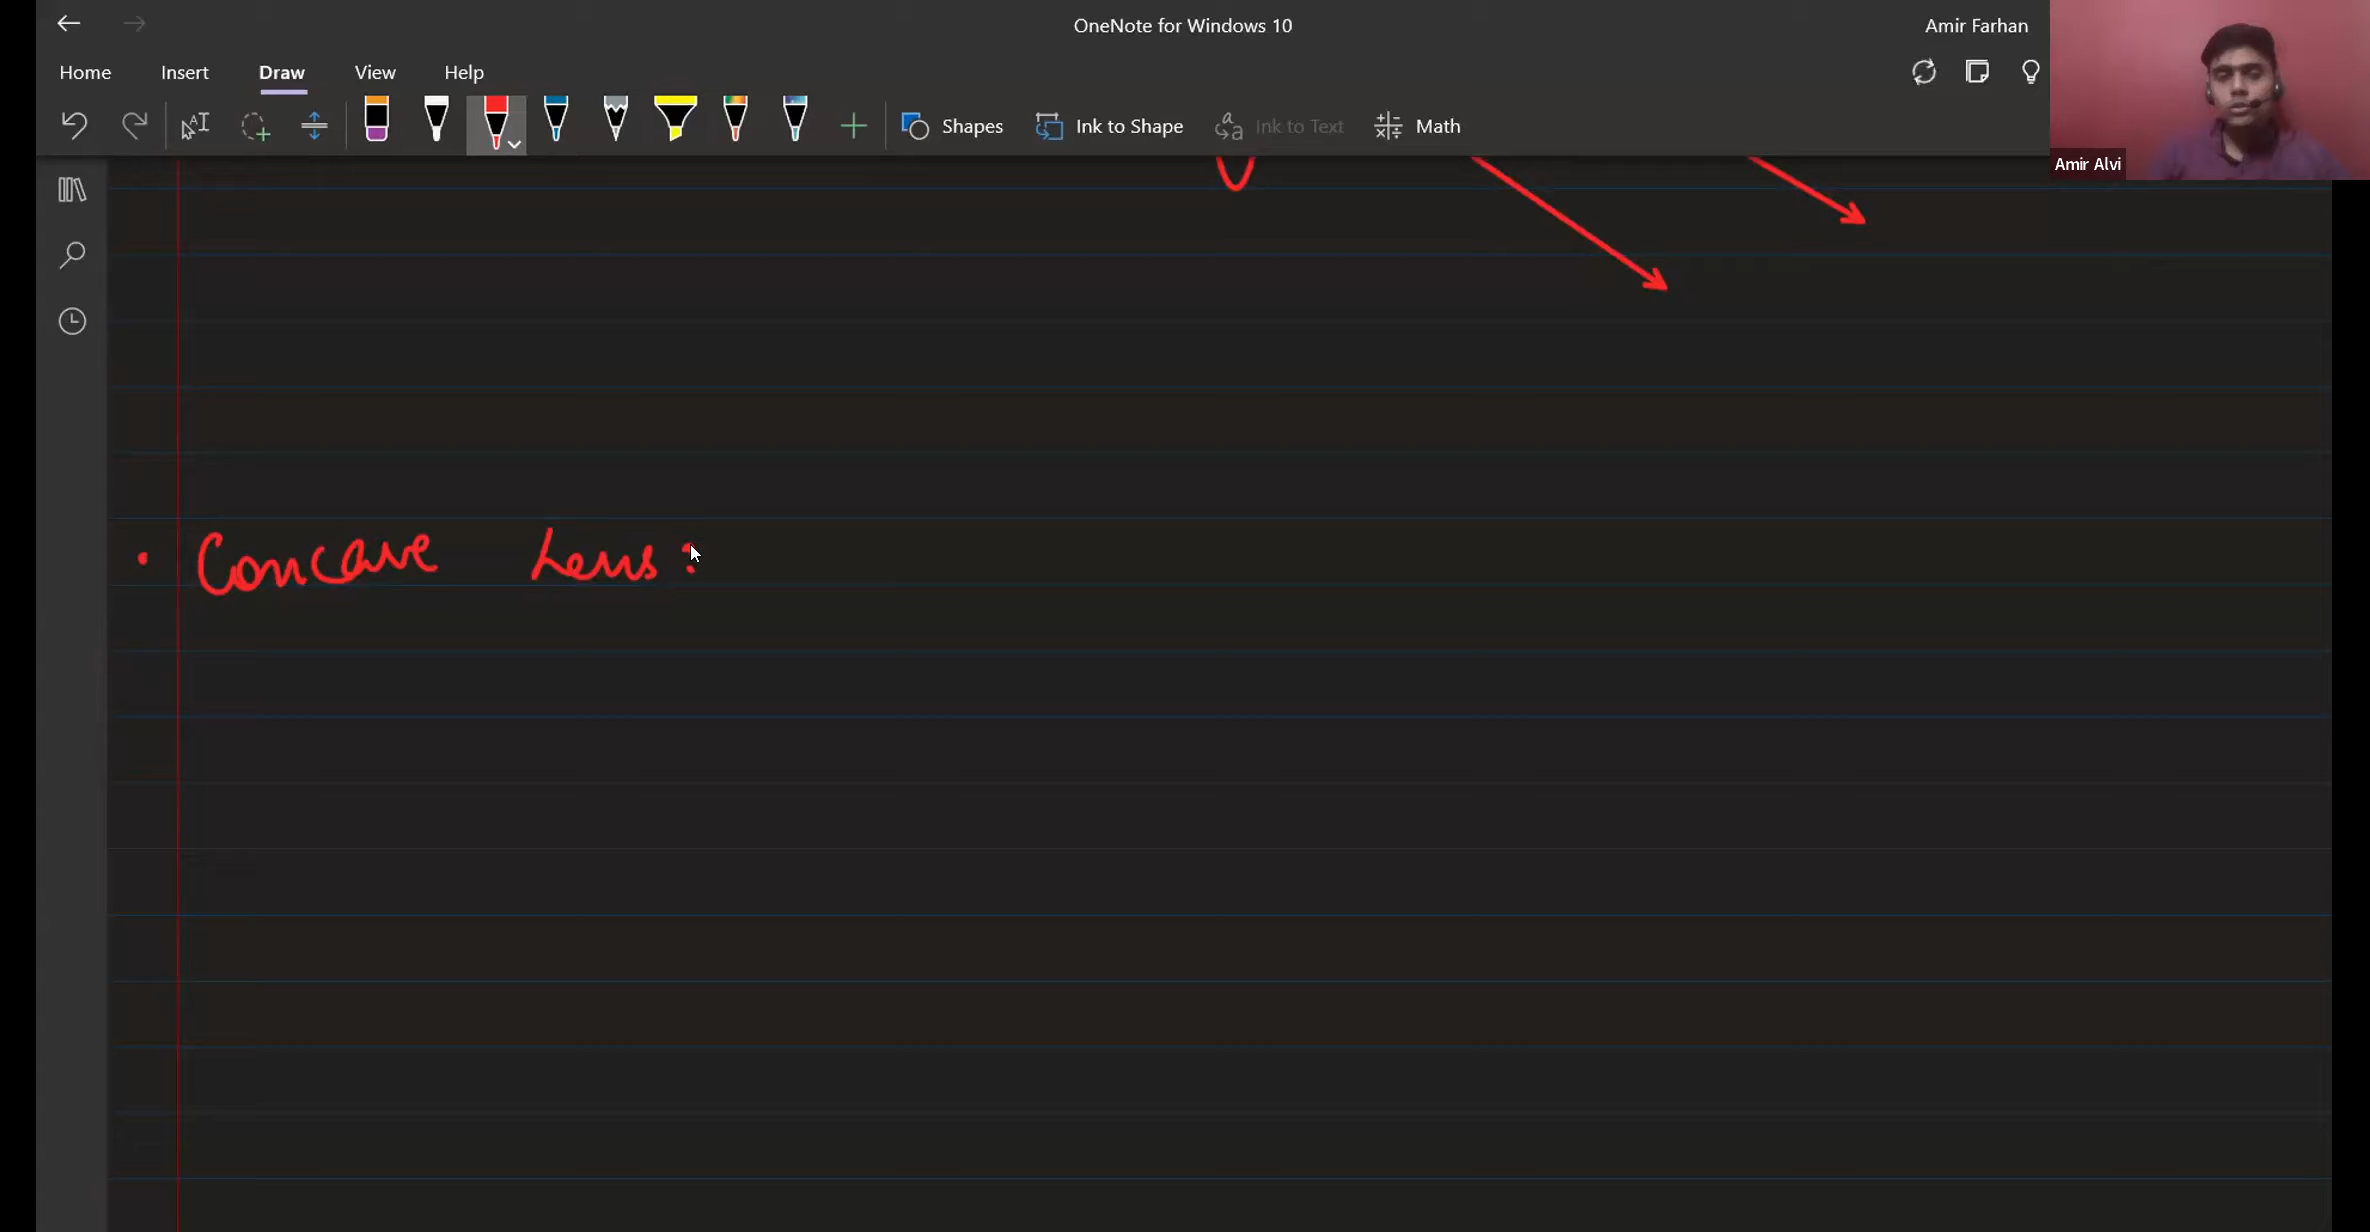 OneNote for Windows 10
Amir Farhan
Home Insert Draw View Help
Shapes Ink to Shape Ink to Text Math
Amir Alvi
• Concave Lens :